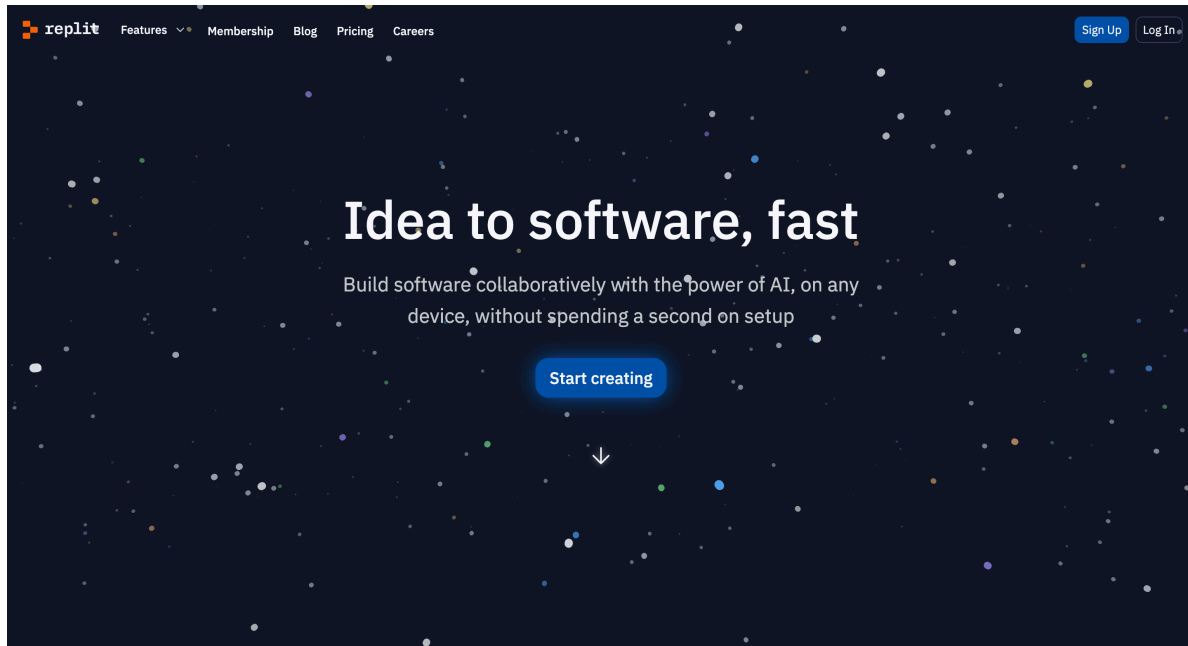 replit Features Membership Blog Pricing Careers Sign Up Log In
Idea to software, fast
Build software collaboratively with the power of AI, on any
device, without spending a second on setup
Start creating